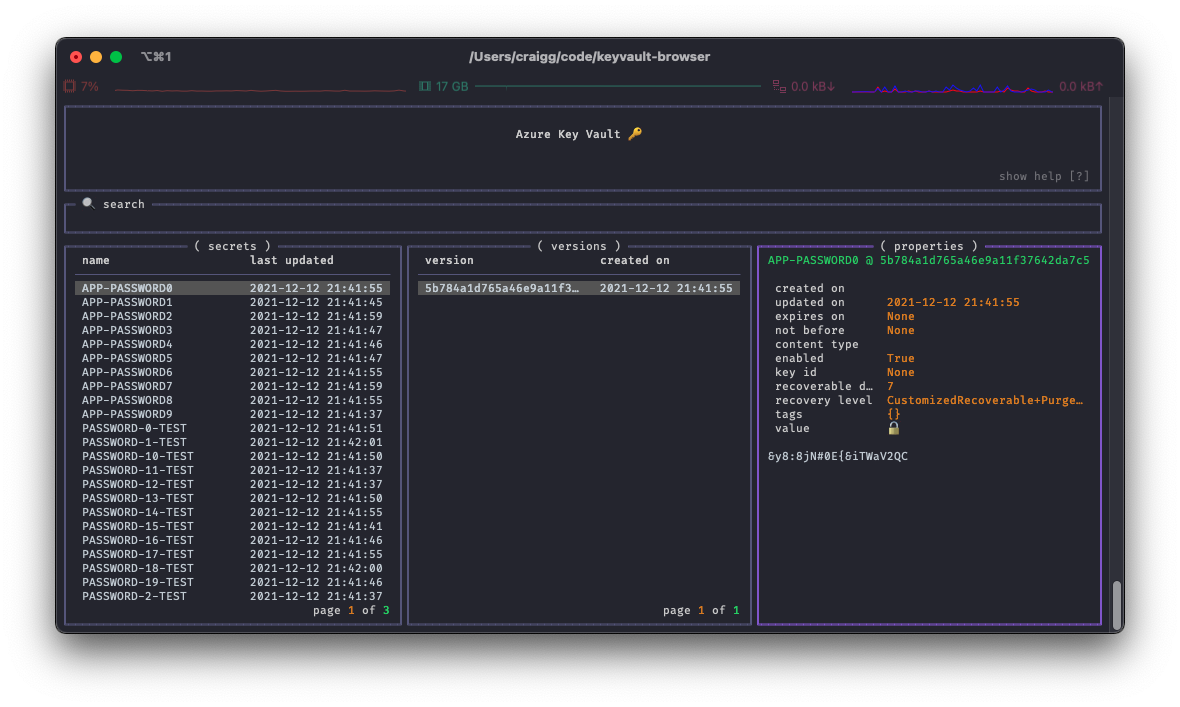 ⌥⌘1 /Users/craigg/code/keyvault-browser
7% 17 GB 0.0 kB↓ 0.0 kB↑
Azure Key Vault 🔑
show help [?]
search
( secrets )
name last updated
APP-PASSWORD0 2021-12-12 21:41:55
APP-PASSWORD1 2021-12-12 21:41:45
APP-PASSWORD2 2021-12-12 21:41:59
APP-PASSWORD3 2021-12-12 21:41:47
APP-PASSWORD4 2021-12-12 21:41:46
APP-PASSWORD5 2021-12-12 21:41:47
APP-PASSWORD6 2021-12-12 21:41:55
APP-PASSWORD7 2021-12-12 21:41:59
APP-PASSWORD8 2021-12-12 21:41:55
APP-PASSWORD9 2021-12-12 21:41:37
PASSWORD-0-TEST 2021-12-12 21:41:51
PASSWORD-1-TEST 2021-12-12 21:42:01
PASSWORD-10-TEST 2021-12-12 21:41:50
PASSWORD-11-TEST 2021-12-12 21:41:37
PASSWORD-12-TEST 2021-12-12 21:41:37
PASSWORD-13-TEST 2021-12-12 21:41:50
PASSWORD-14-TEST 2021-12-12 21:41:55
PASSWORD-15-TEST 2021-12-12 21:41:41
PASSWORD-16-TEST 2021-12-12 21:41:46
PASSWORD-17-TEST 2021-12-12 21:41:55
PASSWORD-18-TEST 2021-12-12 21:42:00
PASSWORD-19-TEST 2021-12-12 21:41:46
PASSWORD-2-TEST 2021-12-12 21:41:37
page 1 of 3
( versions )
version created on
5b784a1d765a46e9a11f3… 2021-12-12 21:41:55
page 1 of 1
( properties )
APP-PASSWORD0 @ 5b784a1d765a46e9a11f37642da7c5
created on
updated on 2021-12-12 21:41:55
expires on None
not before None
content type
enabled True
key id None
recoverable d… 7
recovery level CustomizedRecoverable+Purge…
tags {}
value 🔒
&y8:8jN#0E{&iTWaV2QC